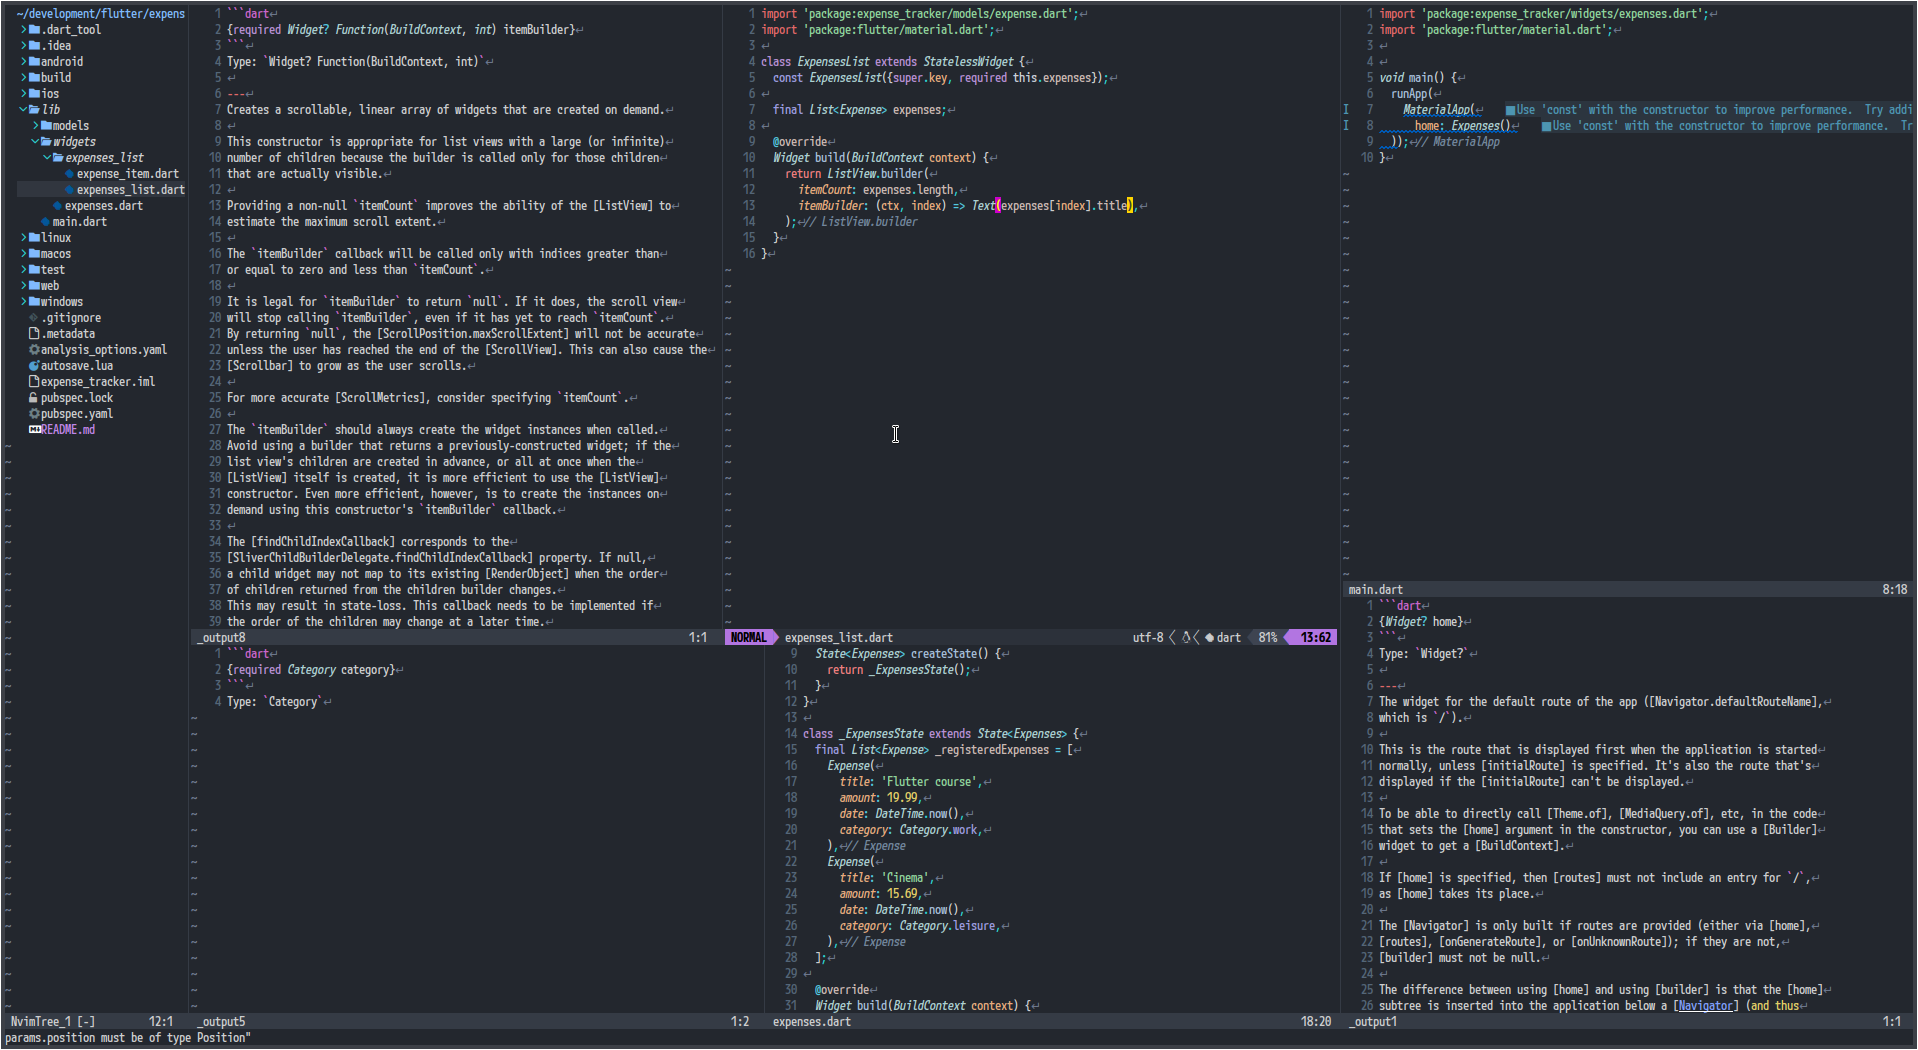 ~/development/flutter/expens
.dart_tool
.idea
android
build
ios
lib
models
widgets
expenses_list
expense_item.dart
expenses_list.dart
expenses.dart
main.dart
linux
macos
test
web
windows
.gitignore
.metadata
analysis_options.yaml
autosave.lua
expense_tracker.iml
pubspec.lock
pubspec.yaml
README.md
NvimTree_1 [-] 12:1
1 ```dart
2 {required Widget? Function(BuildContext, int) itemBuilder}
3 ```
4 Type: `Widget? Function(BuildContext, int)`
5
6 ---
7 Creates a scrollable, linear array of widgets that are created on demand.
8
9 This constructor is appropriate for list views with a large (or infinite)
10 number of children because the builder is called only for those children
11 that are actually visible.
12
13 Providing a non-null `itemCount` improves the ability of the [ListView] to
14 estimate the maximum scroll extent.
15
16 The `itemBuilder` callback will be called only with indices greater than
17 or equal to zero and less than `itemCount`.
18
19 It is legal for `itemBuilder` to return `null`. If it does, the scroll view
20 will stop calling `itemBuilder`, even if it has yet to reach `itemCount`.
21 By returning `null`, the [ScrollPosition.maxScrollExtent] will not be accurate
22 unless the user has reached the end of the [ScrollView]. This can also cause the
23 [Scrollbar] to grow as the user scrolls.
24
25 For more accurate [ScrollMetrics], consider specifying `itemCount`.
26
27 The `itemBuilder` should always create the widget instances when called.
28 Avoid using a builder that returns a previously-constructed widget; if the
29 list view's children are created in advance, or all at once when the
30 [ListView] itself is created, it is more efficient to use the [ListView]
31 constructor. Even more efficient, however, is to create the instances on
32 demand using this constructor's `itemBuilder` callback.
33
34 The [findChildIndexCallback] corresponds to the
35 [SliverChildBuilderDelegate.findChildIndexCallback] property. If null,
36 a child widget may not map to its existing [RenderObject] when the order
37 of children returned from the children builder changes.
38 This may result in state-loss. This callback needs to be implemented if
39 the order of the children may change at a later time.
_output8 1:1
1 ```dart
2 {required Category category}
3 ```
4 Type: `Category`
_output5 1:2
1 import 'package:expense_tracker/models/expense.dart';
2 import 'package:flutter/material.dart';
3
4 class ExpensesList extends StatelessWidget {
5 const ExpensesList({super.key, required this.expenses});
6
7 final List<Expense> expenses;
8
9 @override
10 Widget build(BuildContext context) {
11 return ListView.builder(
12 itemCount: expenses.length,
13 itemBuilder: (ctx, index) => Text(expenses[index].title),
14 ); // ListView.builder
15 }
16 }
NORMAL expenses_list.dart utf-8 dart 81% 13:62
9 State<Expenses> createState() {
10 return _ExpensesState();
11 }
12 }
13
14 class _ExpensesState extends State<Expenses> {
15 final List<Expense> _registeredExpenses = [
16 Expense(
17 title: 'Flutter course',
18 amount: 19.99,
19 date: DateTime.now(),
20 category: Category.work,
21 ), // Expense
22 Expense(
23 title: 'Cinema',
24 amount: 15.69,
25 date: DateTime.now(),
26 category: Category.leisure,
27 ), // Expense
28 ];
29
30 @override
31 Widget build(BuildContext context) {
expenses.dart 18:20
1 import 'package:expense_tracker/widgets/expenses.dart';
2 import 'package:flutter/material.dart';
3
4
5 void main() {
6 runApp(
I 7 MaterialApp( Use 'const' with the constructor to improve performance. Try addi
I 8 home: Expenses() Use 'const' with the constructor to improve performance. Tr
9 )); // MaterialApp
10 }
main.dart 8:18
1 ```dart
2 {Widget? home}
3 ```
4 Type: `Widget?`
5
6 ---
7 The widget for the default route of the app ([Navigator.defaultRouteName],
8 which is `/`).
9
10 This is the route that is displayed first when the application is started
11 normally, unless [initialRoute] is specified. It's also the route that's
12 displayed if the [initialRoute] can't be displayed.
13
14 To be able to directly call [Theme.of], [MediaQuery.of], etc, in the code
15 that sets the [home] argument in the constructor, you can use a [Builder]
16 widget to get a [BuildContext].
17
18 If [home] is specified, then [routes] must not include an entry for `/`,
19 as [home] takes its place.
20
21 The [Navigator] is only built if routes are provided (either via [home],
22 [routes], [onGenerateRoute], or [onUnknownRoute]); if they are not,
23 [builder] must not be null.
24
25 The difference between using [home] and using [builder] is that the [home]
26 subtree is inserted into the application below a [Navigator] (and thus
_output1 1:1
params.position must be of type Position"